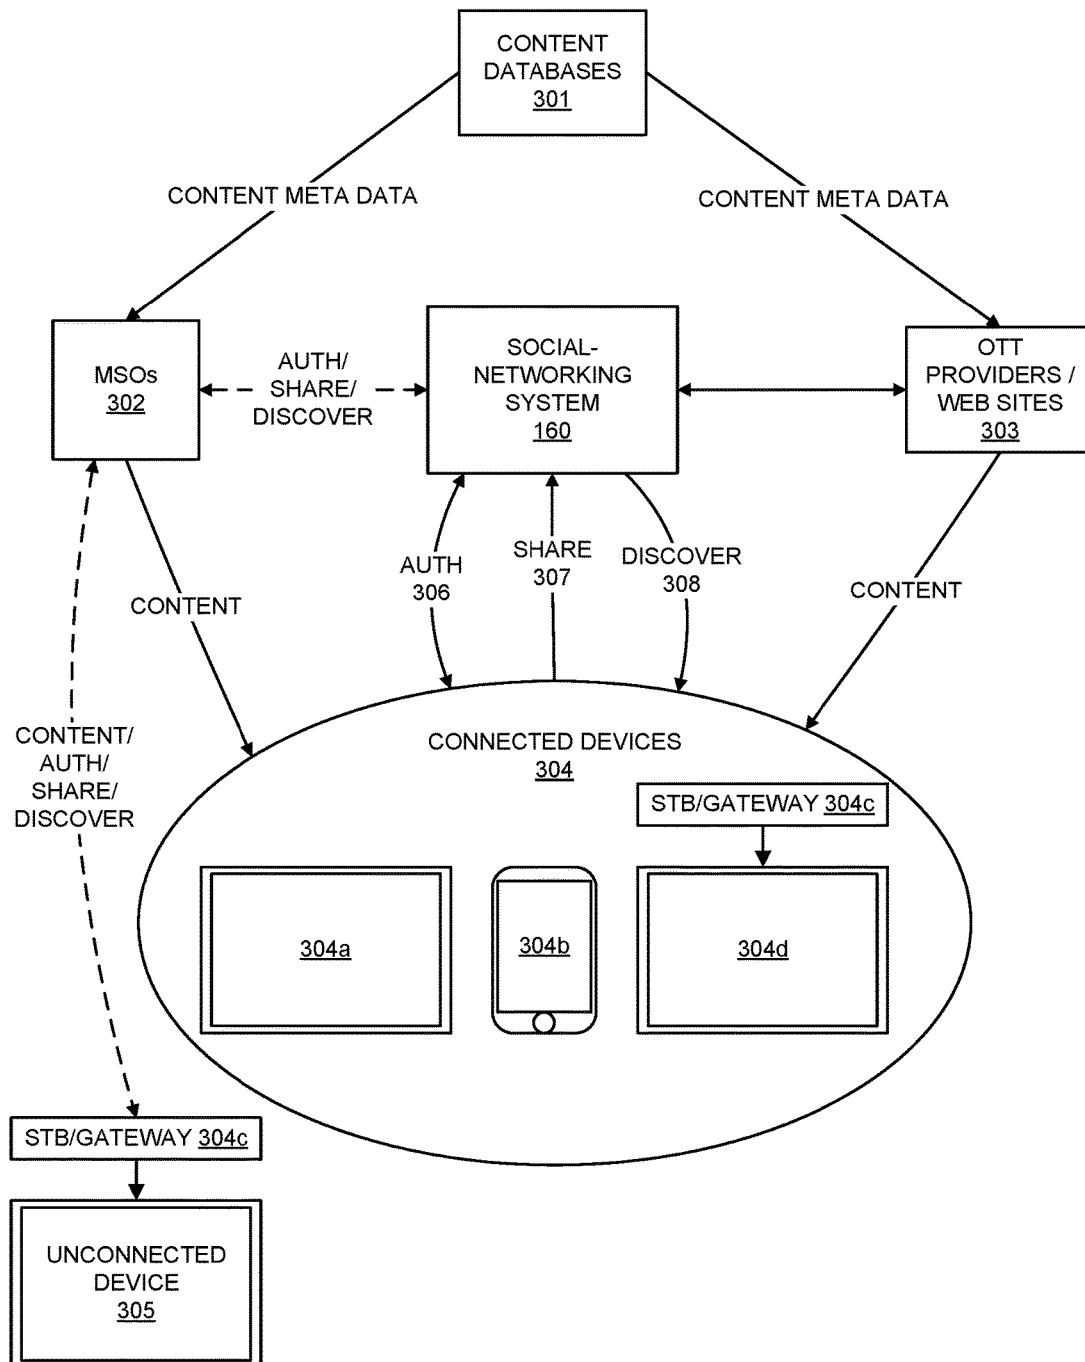 CONTENT
DATABASES
301
CONTENT META DATA
CONTENT META DATA
MSOs
302
AUTH/
SHARE/
DISCOVER
SOCIAL-
NETWORKING
SYSTEM
160
OTT
PROVIDERS /
WEB SITES
303
AUTH
306
SHARE
307
DISCOVER
308
CONTENT
CONTENT
CONTENT/
AUTH/
SHARE/
DISCOVER
CONNECTED DEVICES
304
STB/GATEWAY 304c
304a
304b
304d
STB/GATEWAY 304c
UNCONNECTED
DEVICE
305